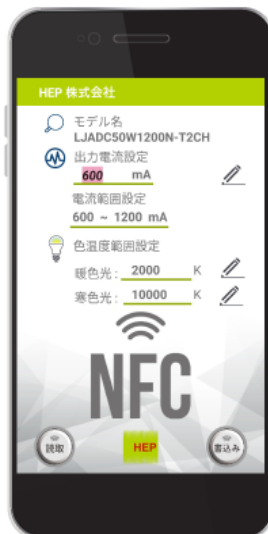 HEP 株式会社
モデル名
LJADC50W1200N-T2CH
出力電流設定
600 mA
電流範囲設定
600 ~ 1200 mA
色温度範囲設定
暖色光: 2000 K
寒色光: 10000 K
NFC
読取 HEP 書込み